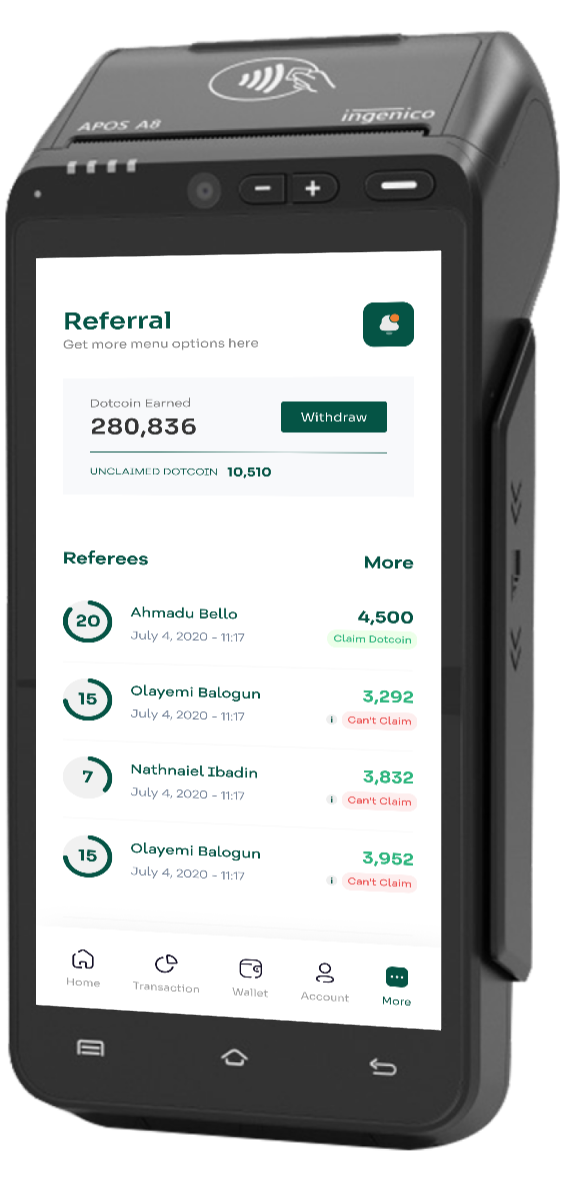 APOS A8
ingenico
Referral
Get more menu options here
Dotcoin Earned
280,836
Withdraw
UNCLAIMED DOTCOIN 10,510
Referees
More
20
Ahmadu Bello
4,500
July 4, 2020 - 11:17
Claim Dotcoin
15
Olayemi Balogun
3,292
July 4, 2020 - 11:17
i Can't Claim
7
Nathnaiel Ibadin
3,832
July 4, 2020 - 11:17
i Can't Claim
15
Olayemi Balogun
3,952
July 4, 2020 - 11:17
i Can't Claim
Home
Transaction
Wallet
Account
More